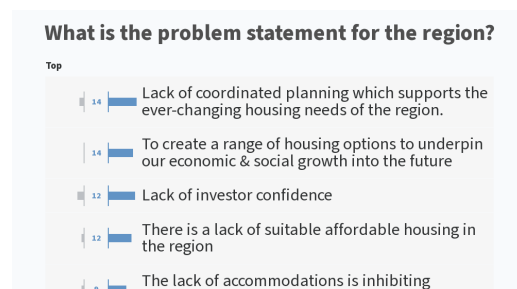 What is the problem statement for the region?
Top
14 Lack of coordinated planning which supports the
ever-changing housing needs of the region.
14 To create a range of housing options to underpin
our economic & social growth into the future
12 Lack of investor confidence
12 There is a lack of suitable affordable housing in
the region
The lack of accommodations is inhibiting